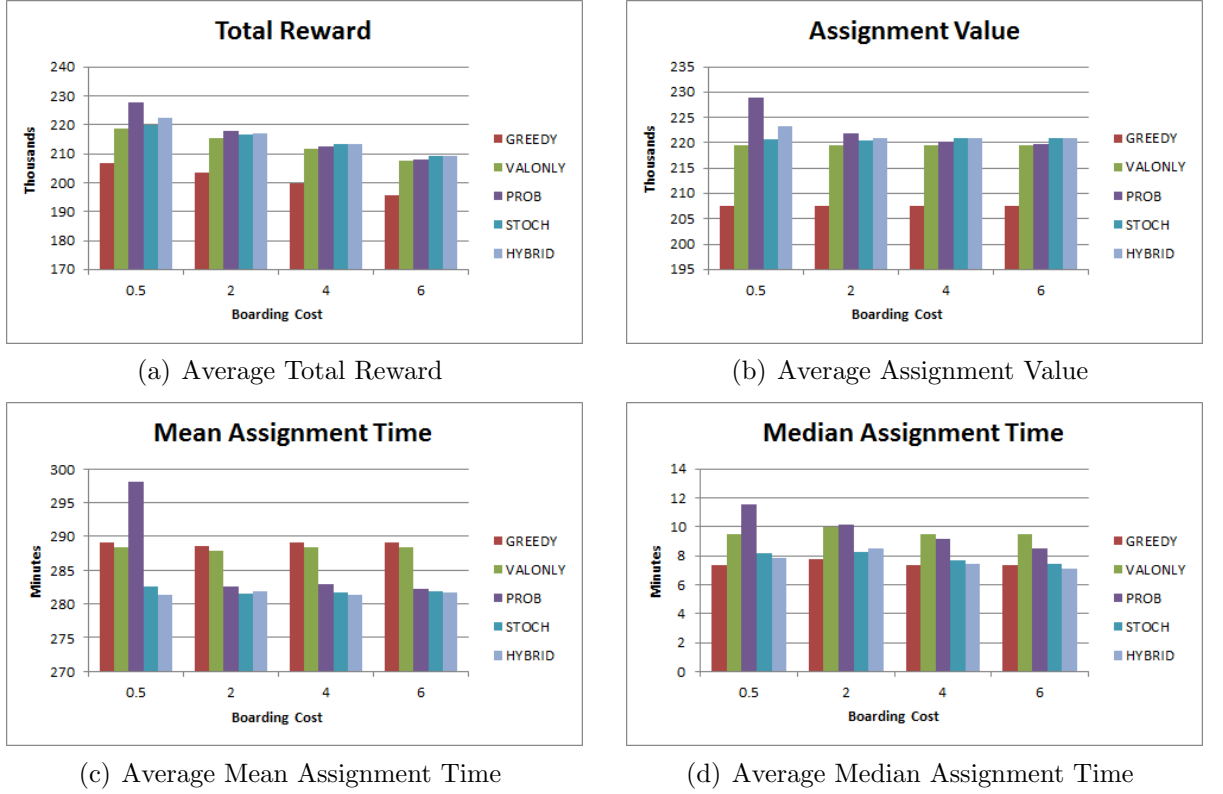 Total Reward
240
230
220
210
200
190
180
170
Thousands
0.5 2 4 6
Boarding Cost
GREEDY
VALONLY
PROB
STOCH
HYBRID
(a) Average Total Reward
Assignment Value
235
230
225
220
215
210
205
200
195
Thousands
0.5 2 4 6
Boarding Cost
GREEDY
VALONLY
PROB
STOCH
HYBRID
(b) Average Assignment Value
Mean Assignment Time
300
295
290
285
280
275
270
Minutes
0.5 2 4 6
Boarding Cost
GREEDY
VALONLY
PROB
STOCH
HYBRID
(c) Average Mean Assignment Time
Median Assignment Time
14
12
10
8
6
4
2
0
Minutes
0.5 2 4 6
Boarding Cost
GREEDY
VALONLY
PROB
STOCH
HYBRID
(d) Average Median Assignment Time